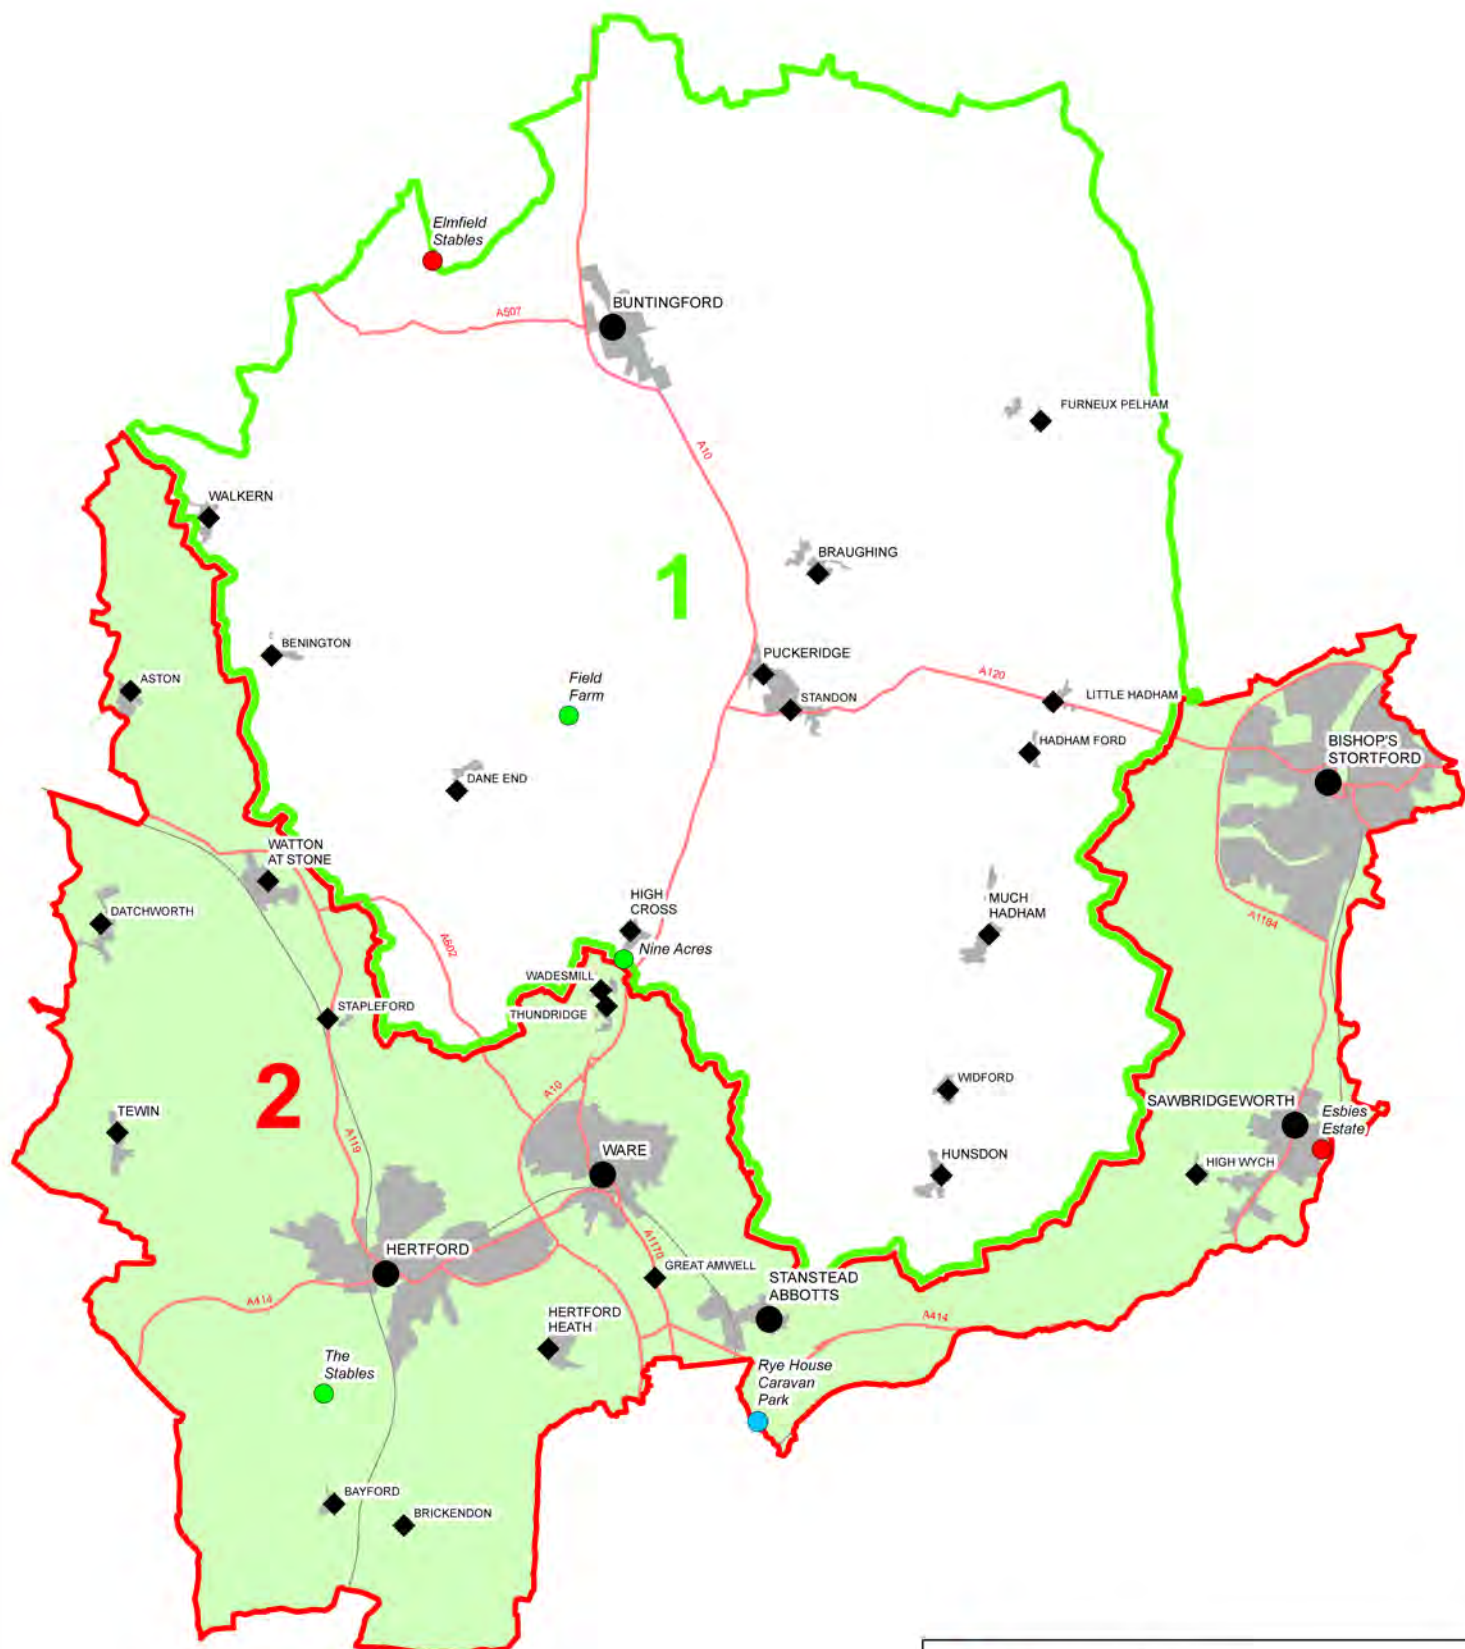 Elmfield
Stables
BUNTINGFORD
A507
FURNEUX PELHAM
A10
WALKERN
BRAUGHING
1
BENINGTON
PUCKERIDGE
ASTON
Field
Farm
A120
STANDON
LITTLE HADHAM
HADHAM FORD
BISHOP'S
STORTFORD
DANE END
WATTON
AT STONE
HIGH
CROSS
MUCH
HADHAM
DATCHWORTH
A1184
A602
Nine Acres
WADESMILL
STAPLEFORD
THUNDRIDGE
2
WIDFORD
A10
TEWIN
SAWBRIDGEWORTH
Esbies
Estate
A119
WARE
HUNSDON
HIGH WYCH
HERTFORD
A1170
GREAT AMWELL
STANSTEAD
ABBOTTS
A414
HERTFORD
HEATH
A414
The
Stables
Rye House
Caravan
Park
BAYFORD
BRICKENDON